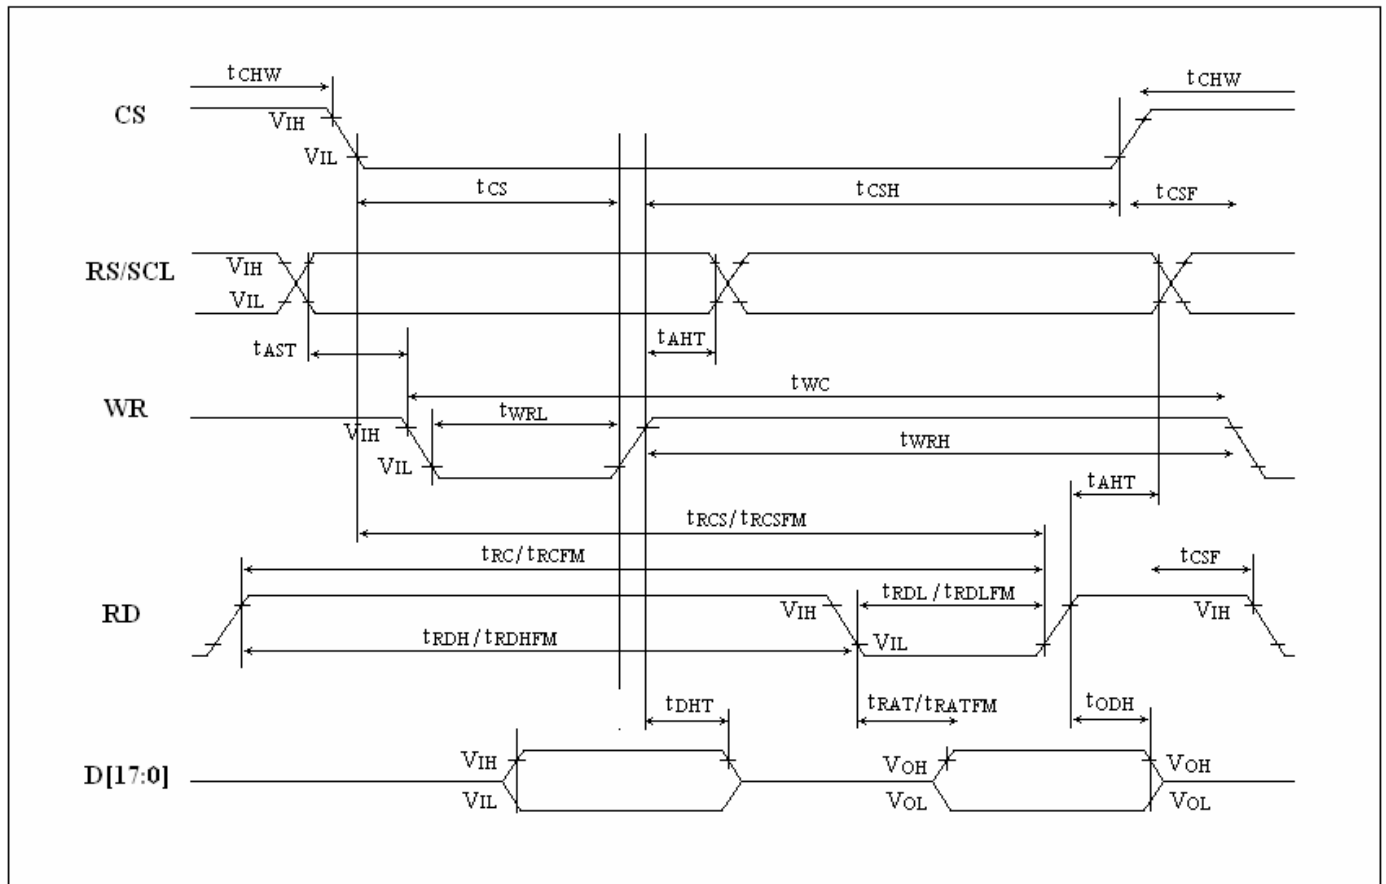 tCHW
tCHW
CS
VIH
VIL
tCS
tCSH
tCSF
RS/SCL
VIH
VIL
tAST
tAHT
tWC
WR
tWRL
VIH
tWRH
VIL
tAHT
tRCS/tRCSFM
tRC/tRCFM
tCSF
tRDL/tRDLFM
RD
VIH
VIH
tRDH/tRDHFM
VIL
tDHT
tRAT/tRATFM
tODH
VIH
VOH
VOH
D[17:0]
VIL
VOL
VOL